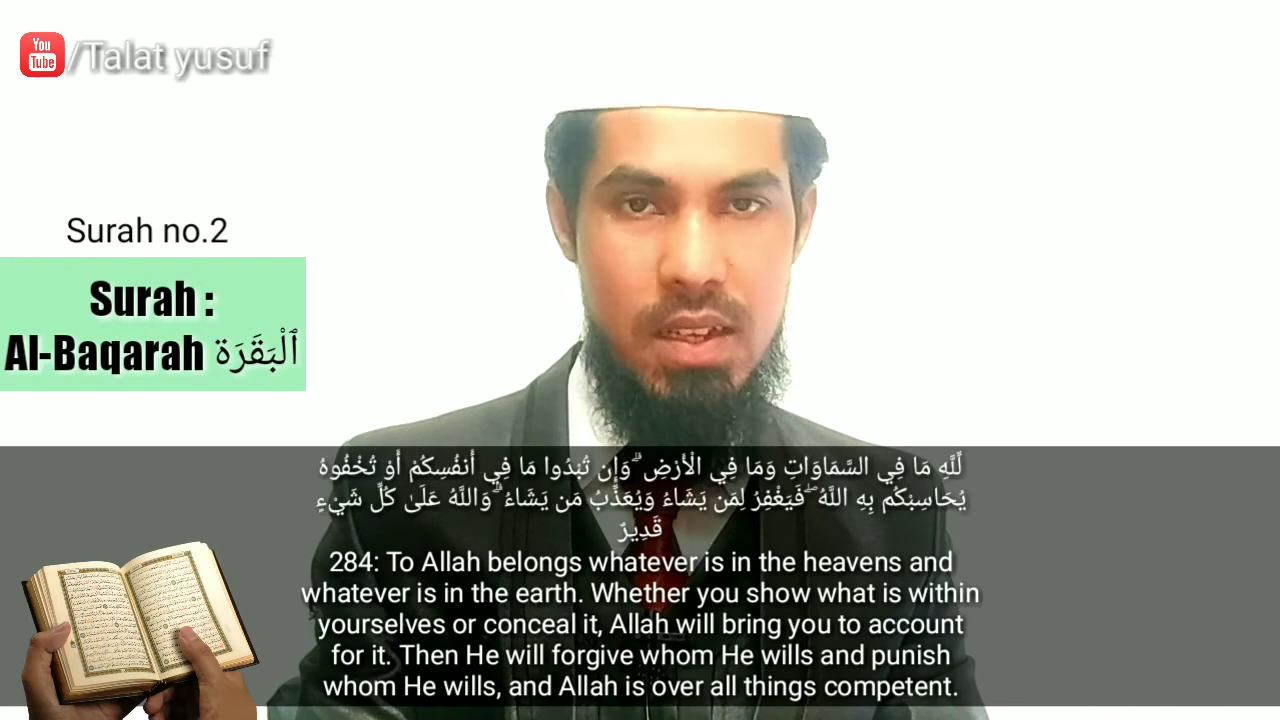 You
Tube
/Talat yusuf
Surah no.2
Surah :
Al-Baqarah ٱلْبَقَرَة
لِّلَّهِ مَا فِي السَّمَاوَاتِ وَمَا فِي الْأَرْضِ ۗ وَإِن تُبْدُوا مَا فِي أَنفُسِكُمْ أَوْ تُخْفُوهُ
يُحَاسِبْكُم بِهِ اللَّهُ ۖ فَيَغْفِرُ لِمَن يَشَاءُ وَيُعَذِّبُ مَن يَشَاءُ ۗ وَاللَّهُ عَلَىٰ كُلِّ شَيْءٍ
قَدِيرٌ
284: To Allah belongs whatever is in the heavens and
whatever is in the earth. Whether you show what is within
yourselves or conceal it, Allah will bring you to account
for it. Then He will forgive whom He wills and punish
whom He wills, and Allah is over all things competent.